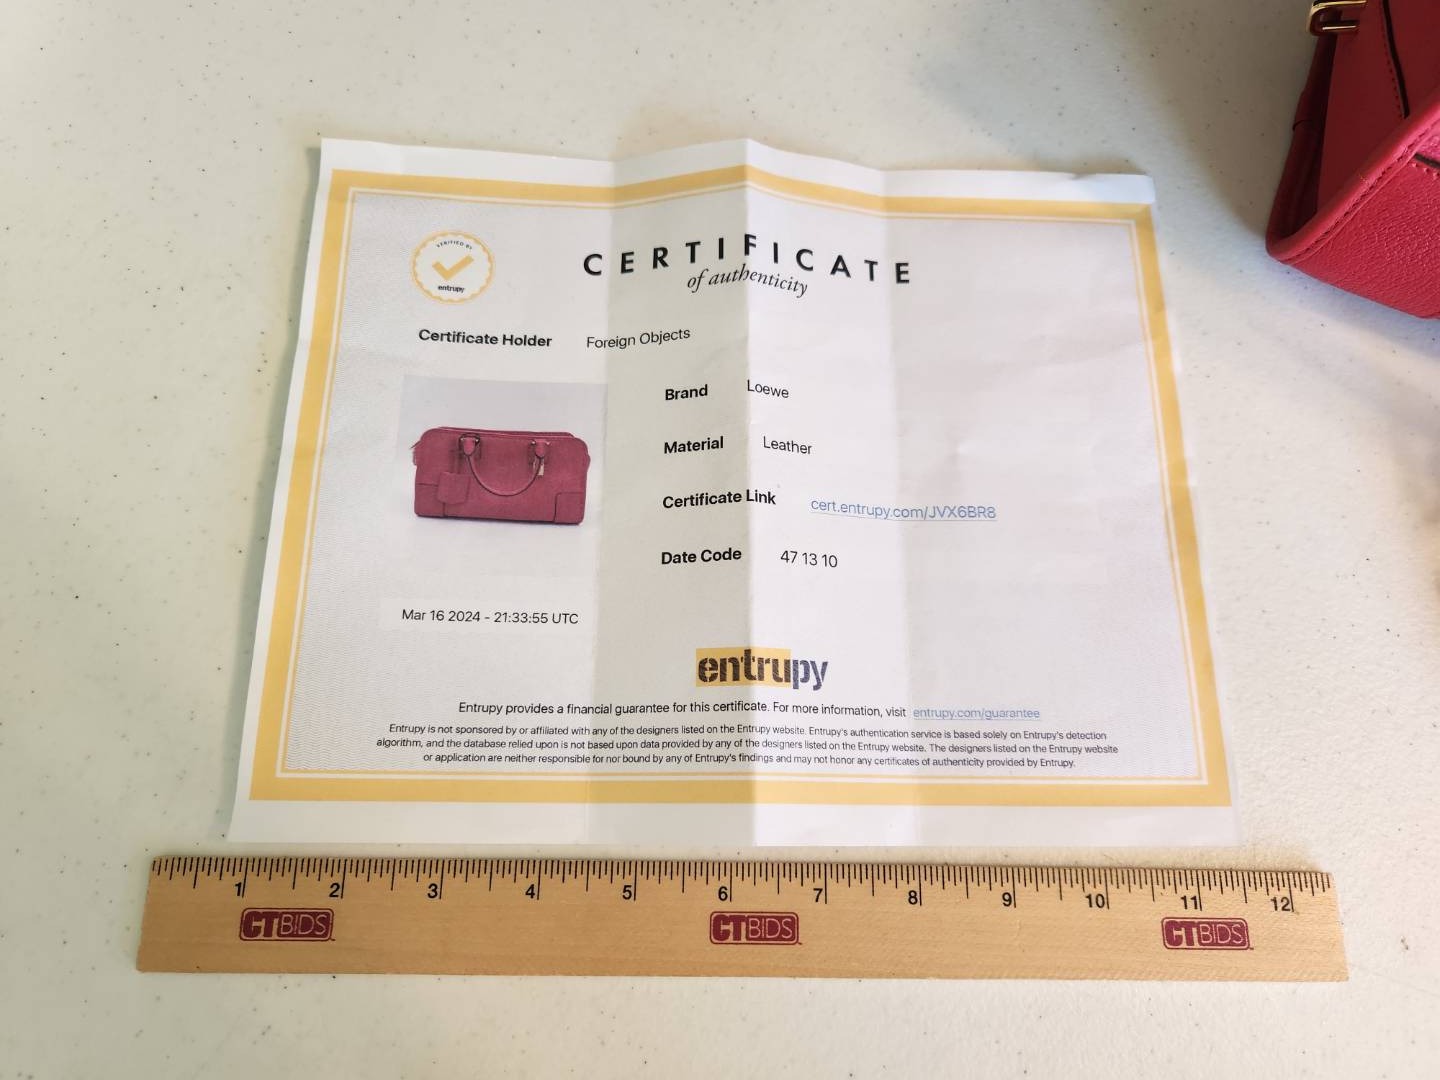 VERIFIED BY
entrupy
CERTIFICATE
of authenticity
Certificate Holder Foreign Objects
Brand Loewe
Material Leather
Certificate Link cert.entrupy.com/JVX6BR8
Date Code 47 13 10
Mar 16 2024 - 21:33:55 UTC
entrupy
Entrupy provides a financial guarantee for this certificate. For more information, visit entrupy.com/guarantee
Entrupy is not sponsored by or affiliated with any of the designers listed on the Entrupy website. Entrupy's authentication service is based solely on Entrupy's detection
algorithm, and the database relied upon is not based upon data provided by any of the designers listed on the Entrupy website. The designers listed on the Entrupy website
or application are neither responsible for nor bound by any of Entrupy's findings and may not honor any certificates of authenticity provided by Entrupy.
1 2 3 4 5 6 7 8 9 10 11 12
CTBIDS CTBIDS CTBIDS